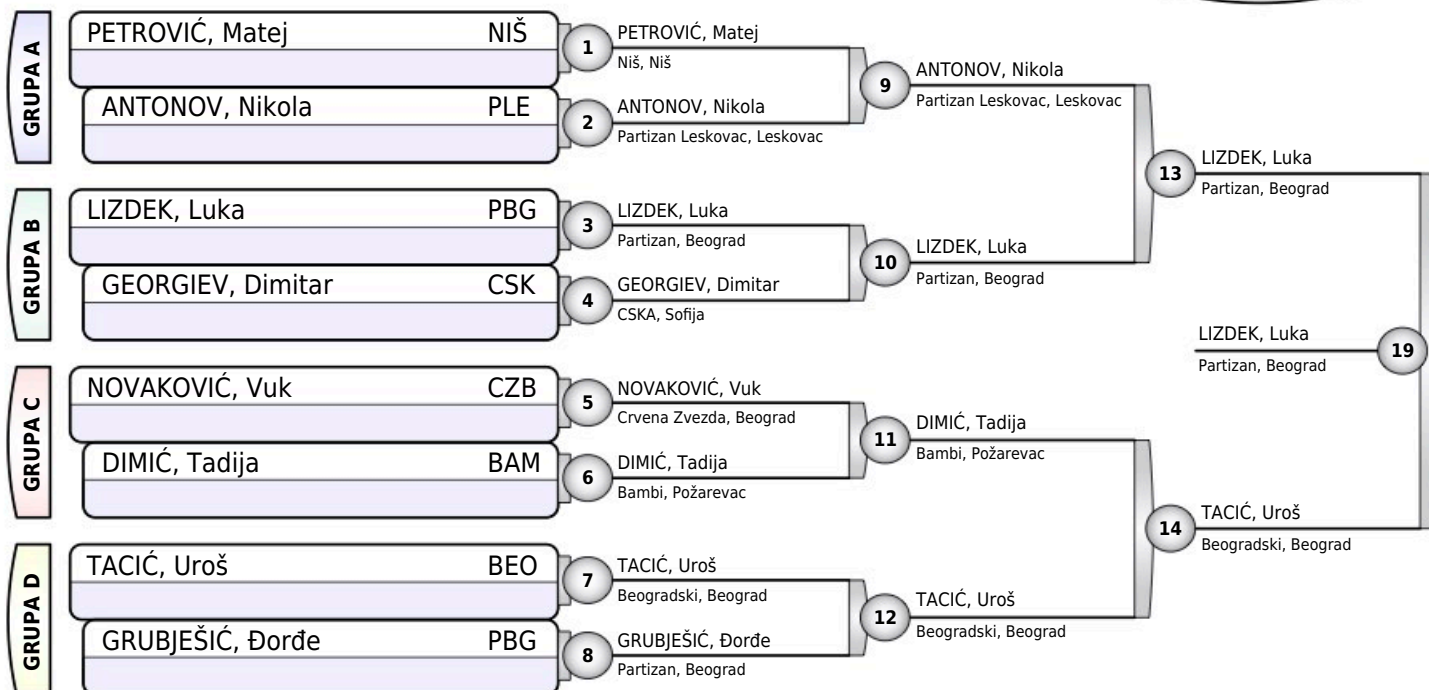 GRUPA A
PETROVIĆ, Matej NIŠ
ANTONOV, Nikola PLE
1
PETROVIĆ, Matej
Niš, Niš
2
ANTONOV, Nikola
Partizan Leskovac, Leskovac
9
ANTONOV, Nikola
Partizan Leskovac, Leskovac
GRUPA B
LIZDEK, Luka PBG
GEORGIEV, Dimitar CSK
3
LIZDEK, Luka
Partizan, Beograd
4
GEORGIEV, Dimitar
CSKA, Sofija
10
LIZDEK, Luka
Partizan, Beograd
13
LIZDEK, Luka
Partizan, Beograd
GRUPA C
NOVAKOVIĆ, Vuk CZB
DIMIĆ, Tadija BAM
5
NOVAKOVIĆ, Vuk
Crvena Zvezda, Beograd
6
DIMIĆ, Tadija
Bambi, Požarevac
11
DIMIĆ, Tadija
Bambi, Požarevac
GRUPA D
TACIĆ, Uroš BEO
GRUBJEŠIĆ, Đorđe PBG
7
TACIĆ, Uroš
Beogradski, Beograd
8
GRUBJEŠIĆ, Đorđe
Partizan, Beograd
12
TACIĆ, Uroš
Beogradski, Beograd
14
TACIĆ, Uroš
Beogradski, Beograd
LIZDEK, Luka
Partizan, Beograd
19